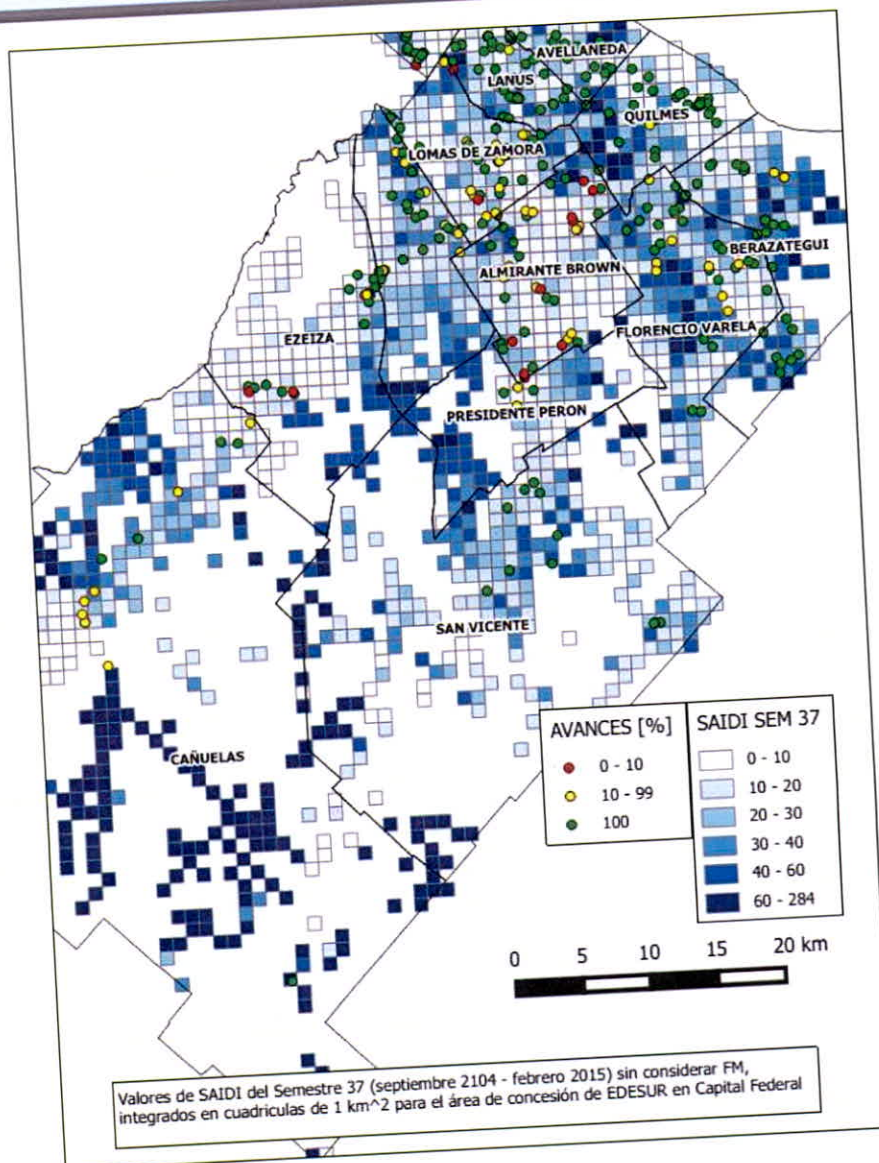 AVELLANEDA
LANUS
QUILMES
LOMAS DE ZAMORA
BERAZATEGUI
ALMIRANTE BROWN
FLORENCIO VARELA
EZEIZA
PRESIDENTE PERON
SAN VICENTE
CAÑUELAS
AVANCES [%]
0 - 10
10 - 99
100
SAIDI SEM 37
0 - 10
10 - 20
20 - 30
30 - 40
40 - 60
60 - 284
0 5 10 15 20 km
Valores de SAIDI del Semestre 37 (septiembre 2104 - febrero 2015) sin considerar FM,
integrados en cuadriculas de 1 km^2 para el área de concesión de EDESUR en Capital Federal